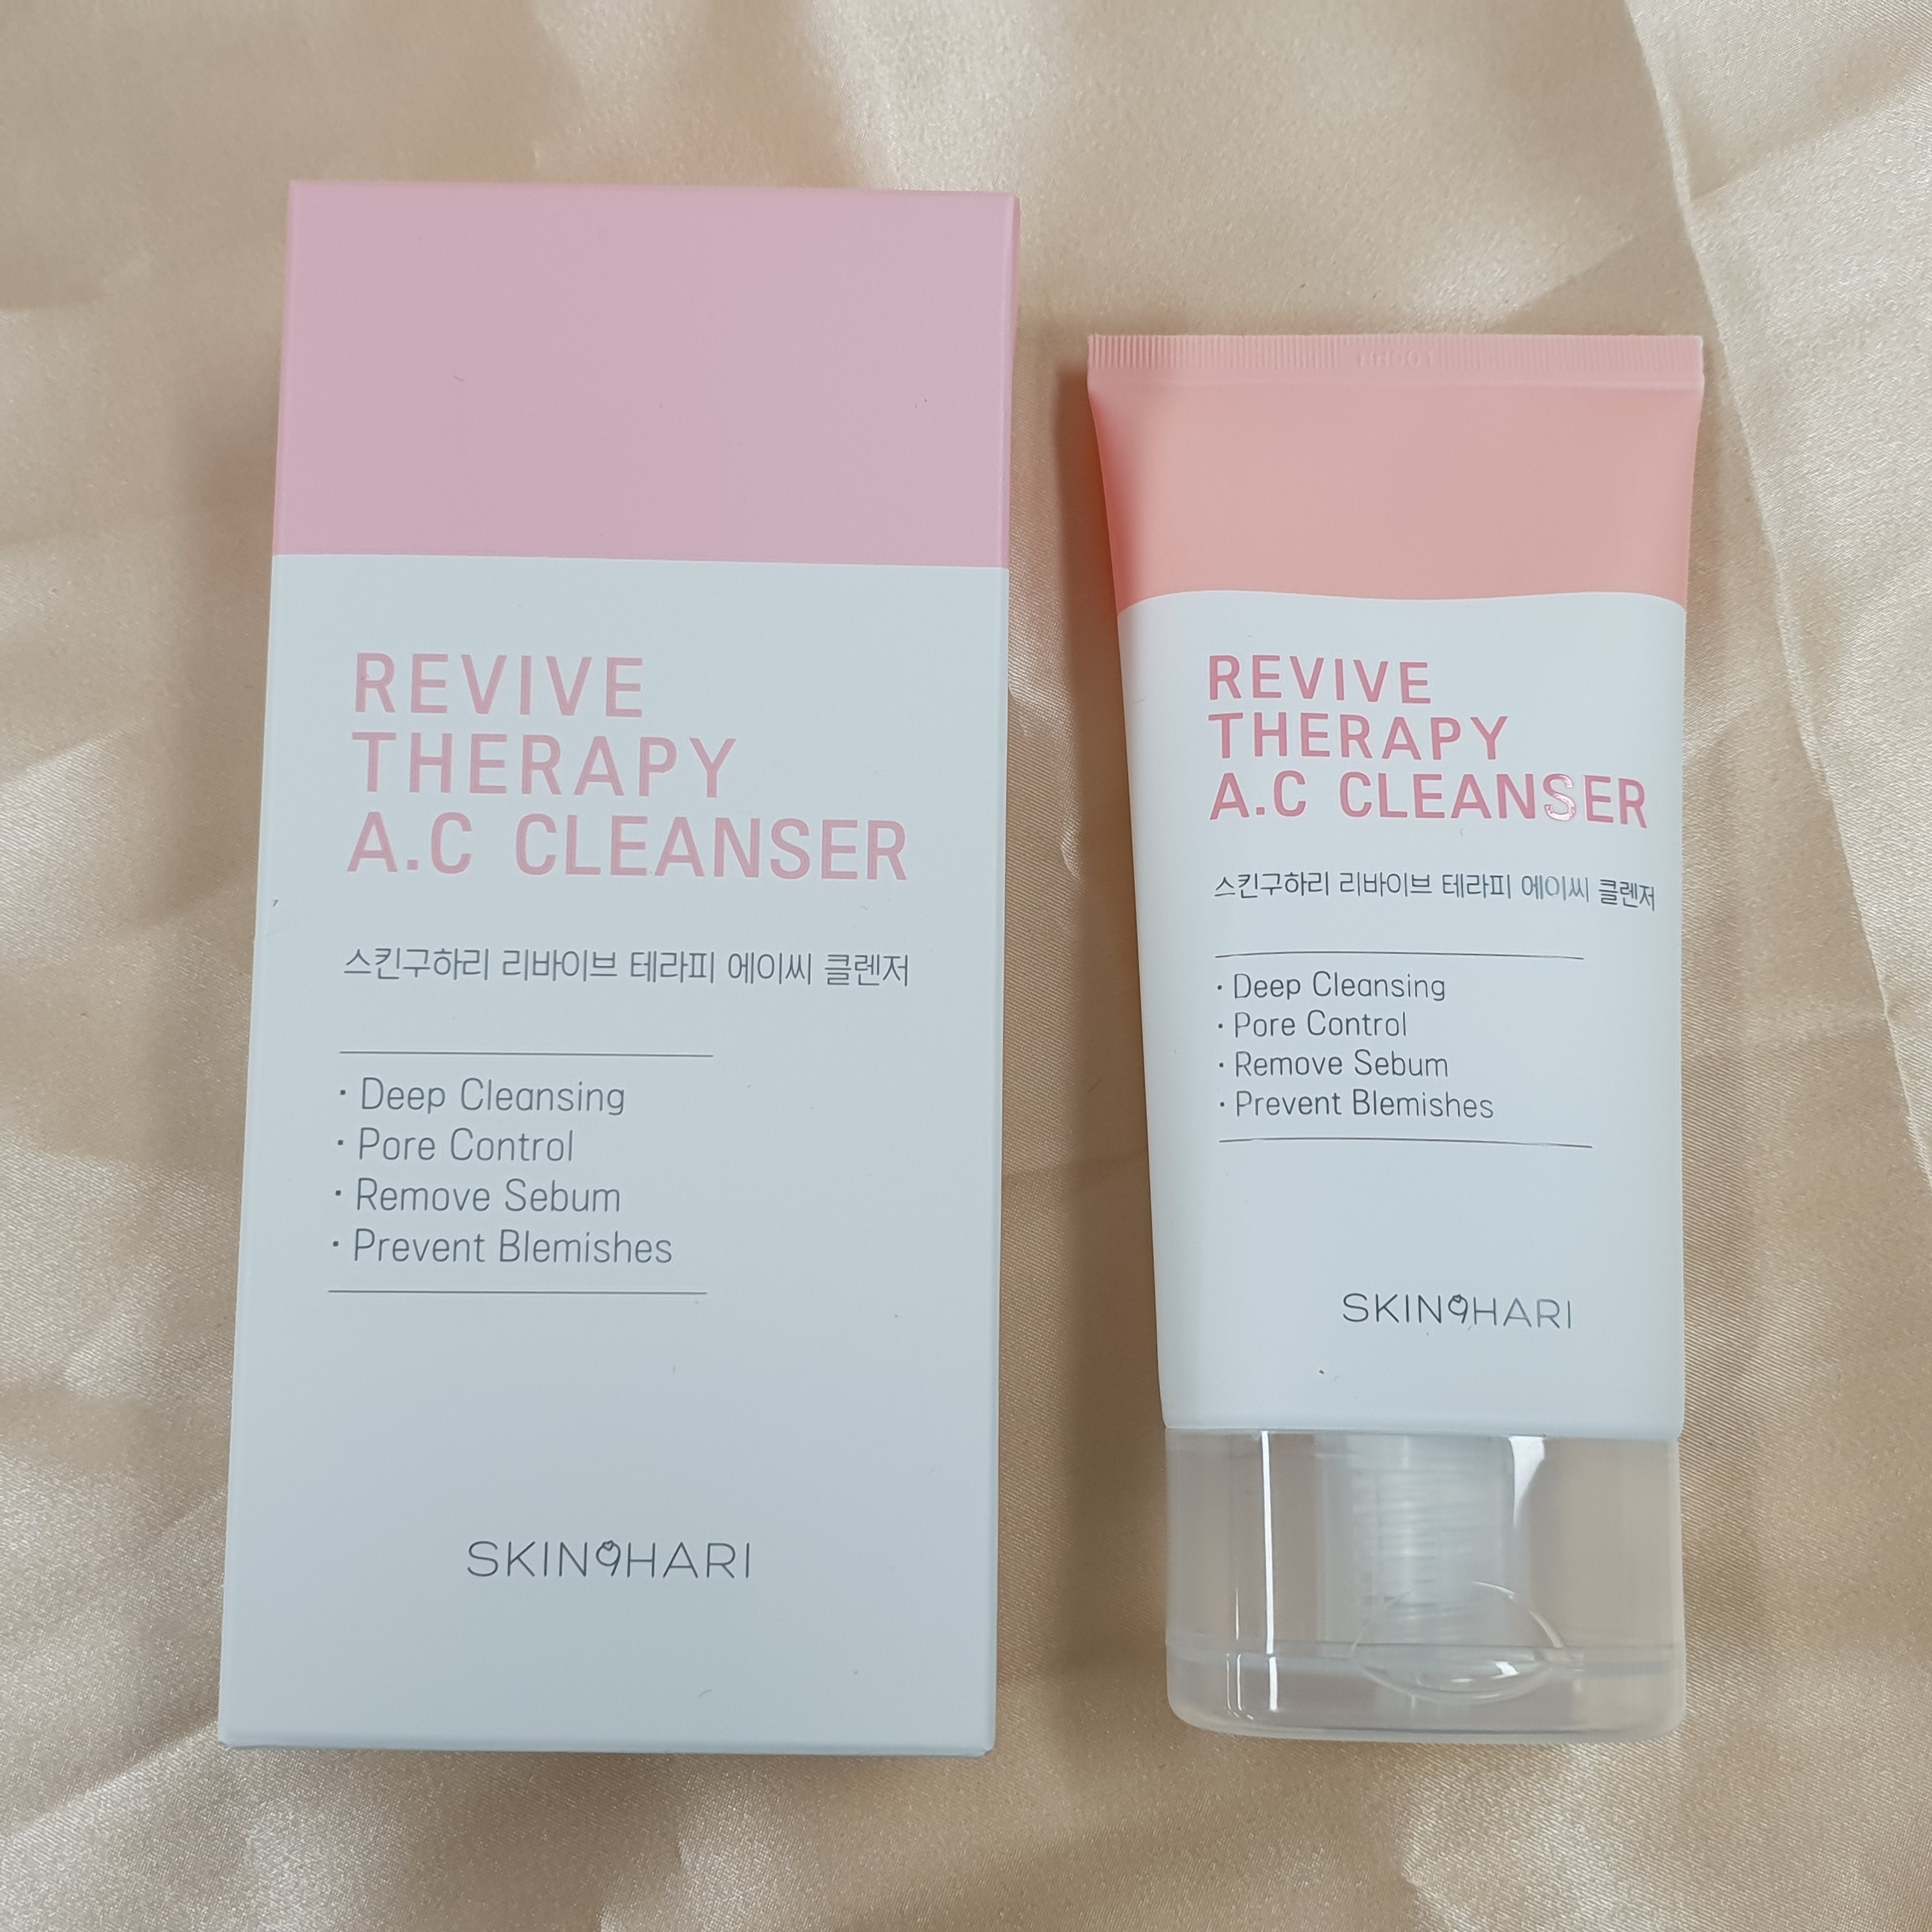 REVIVE
THERAPY
A.C CLEANSER
스킨구하리 리바이브 테라피 에이씨 클렌저
· Deep Cleansing
· Pore Control
· Remove Sebum
· Prevent Blemishes
SKIN9HARI
REVIVE
THERAPY
A.C CLEANSER
스킨구하리 리바이브 테라피 에이씨 클렌저
· Deep Cleansing
· Pore Control
· Remove Sebum
· Prevent Blemishes
SKIN9HARI